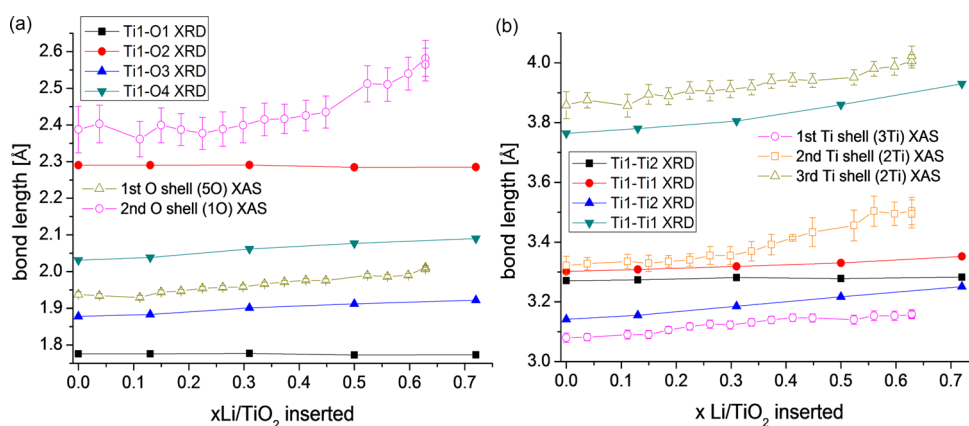 (a)
Ti1-O1 XRD
Ti1-O2 XRD
Ti1-O3 XRD
Ti1-O4 XRD
1st O shell (5O) XAS
2nd O shell (1O) XAS
bond length [Å]
2.6
2.5
2.4
2.3
2.2
2.1
2.0
1.9
1.8
0.0 0.1 0.2 0.3 0.4 0.5 0.6 0.7
xLi/TiO₂ inserted
(b)
Ti1-Ti2 XRD
Ti1-Ti1 XRD
Ti1-Ti2 XRD
Ti1-Ti1 XRD
1st Ti shell (3Ti) XAS
2nd Ti shell (2Ti) XAS
3rd Ti shell (2Ti) XAS
bond length [Å]
4.0
3.8
3.6
3.4
3.2
3.0
0.0 0.1 0.2 0.3 0.4 0.5 0.6 0.7
x Li/TiO₂ inserted